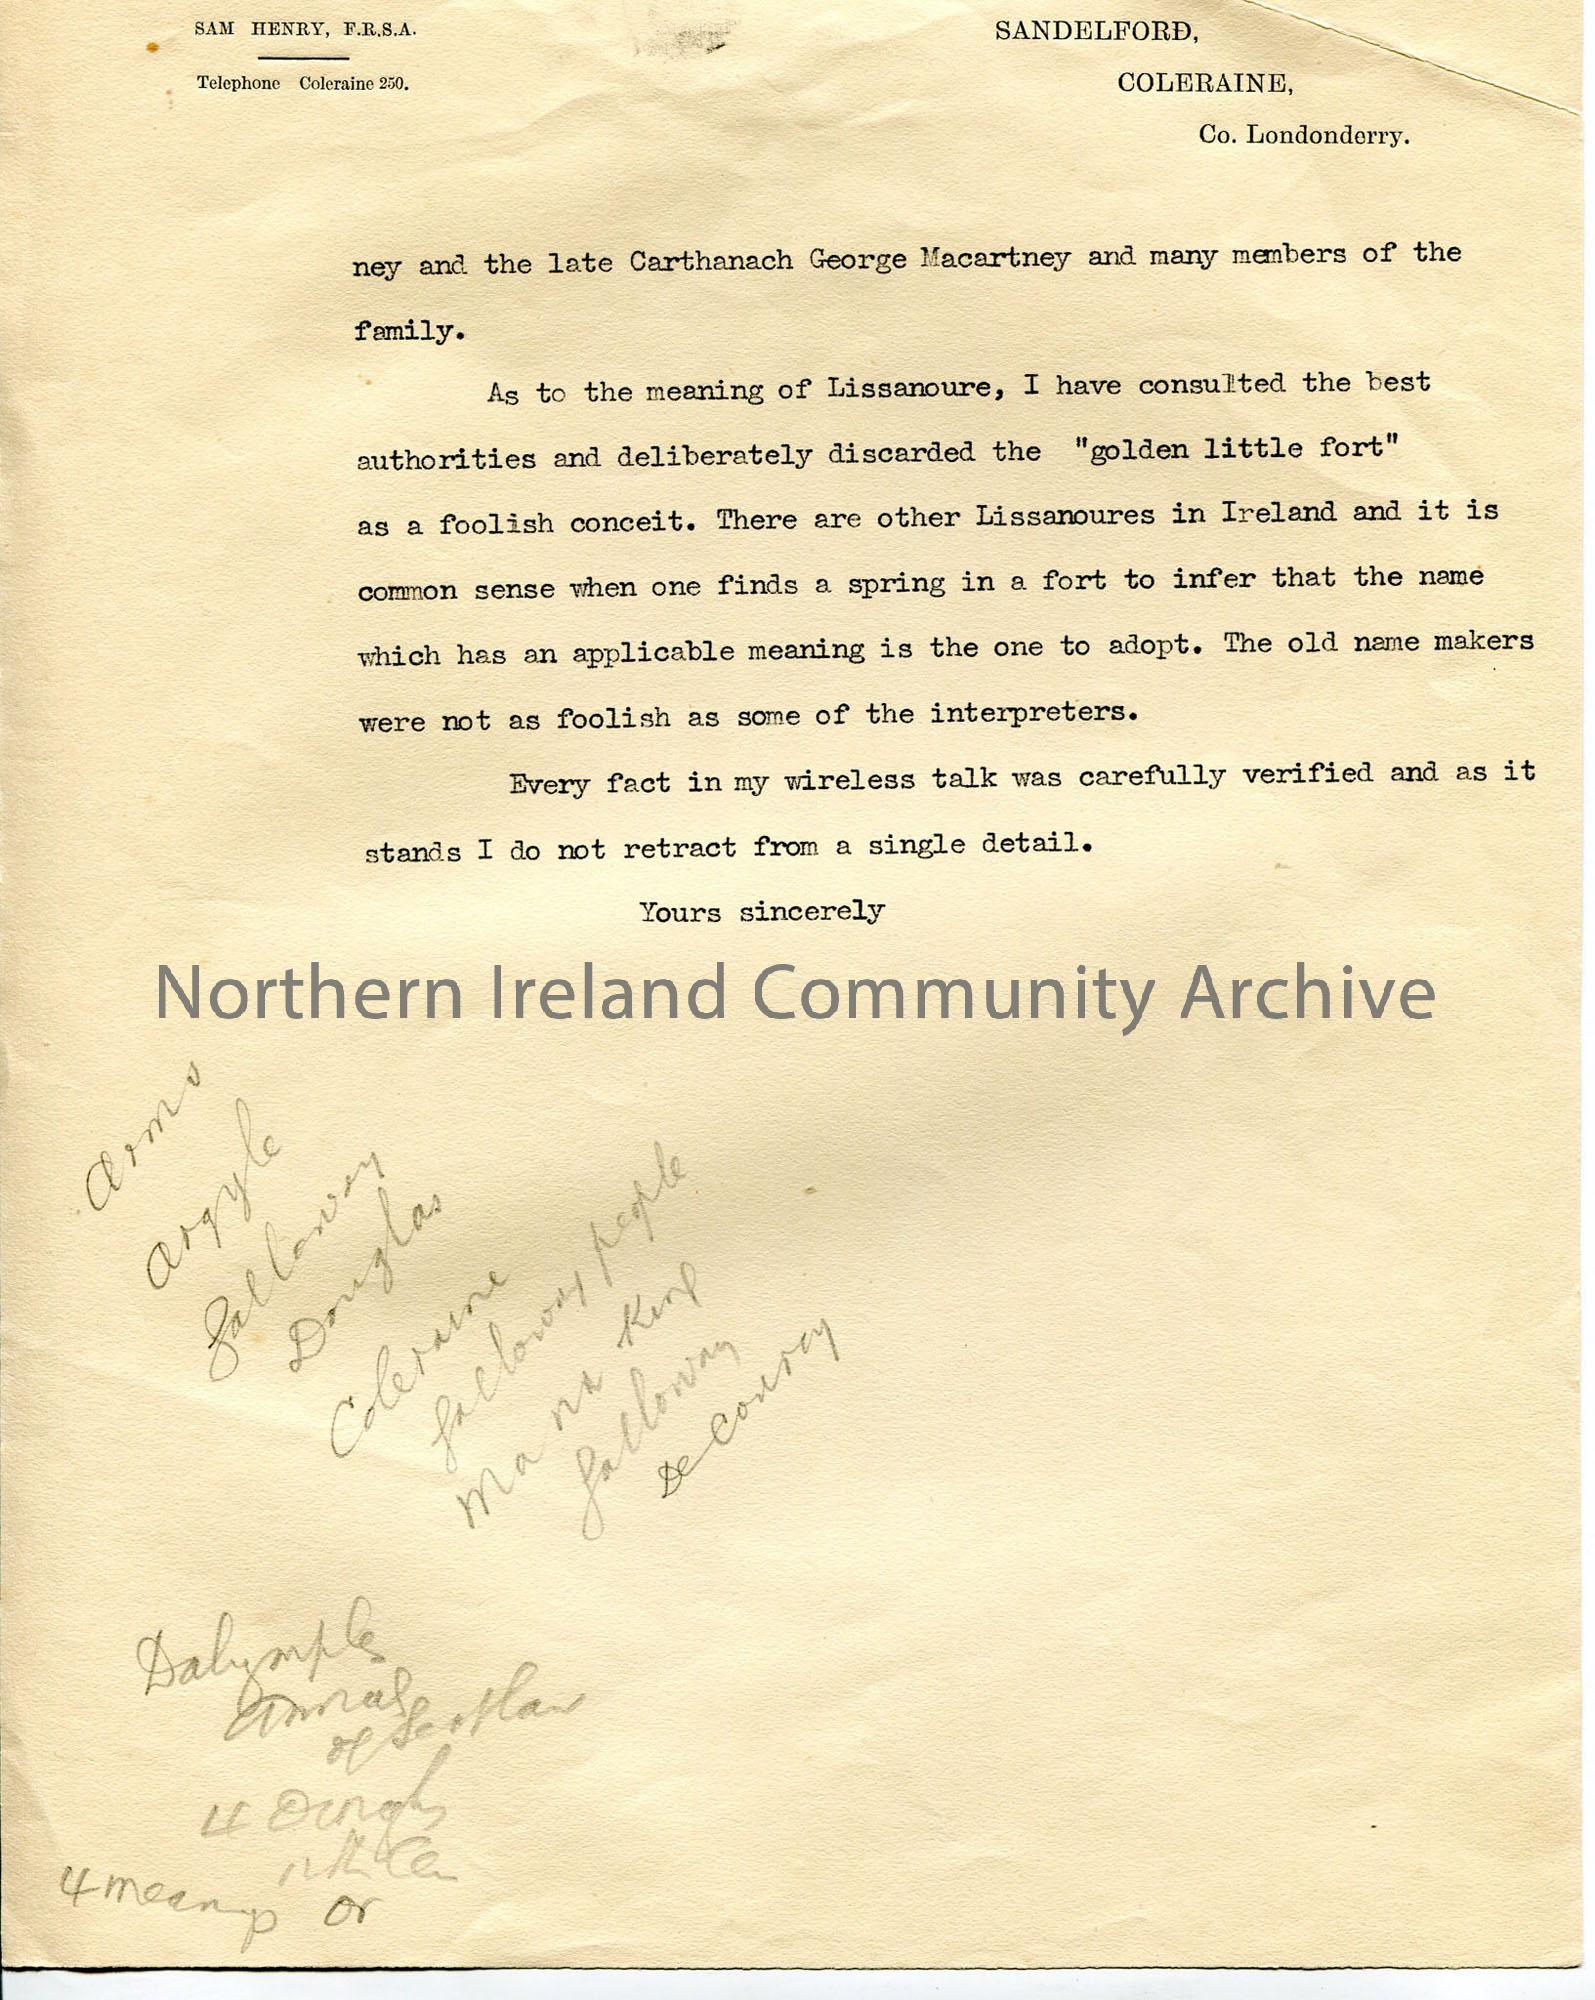 SAM HENRY, F.R.S.A.
Telephone Coleraine 250.
SANDELFORD,
COLERAINE,
Co. Londonderry.
ney and the late Carthanach George Macartney and many members of the
family.
As to the meaning of Lissanoure, I have consulted the best
authorities and deliberately discarded the "golden little fort"
as a foolish conceit. There are other Lissanoures in Ireland and it is
common sense when one finds a spring in a fort to infer that the name
which has an applicable meaning is the one to adopt. The old name makers
were not as foolish as some of the interpreters.
Every fact in my wireless talk was carefully verified and as it
stands I do not retract from a single detail.
Yours sincerely
Northern Ireland Community Archive
Arms
Argyle
Galloway
Douglas
Coleraine
Galloway people
King
Galloway
De Courcy
Dalrymple
Annals
of
4
4 or